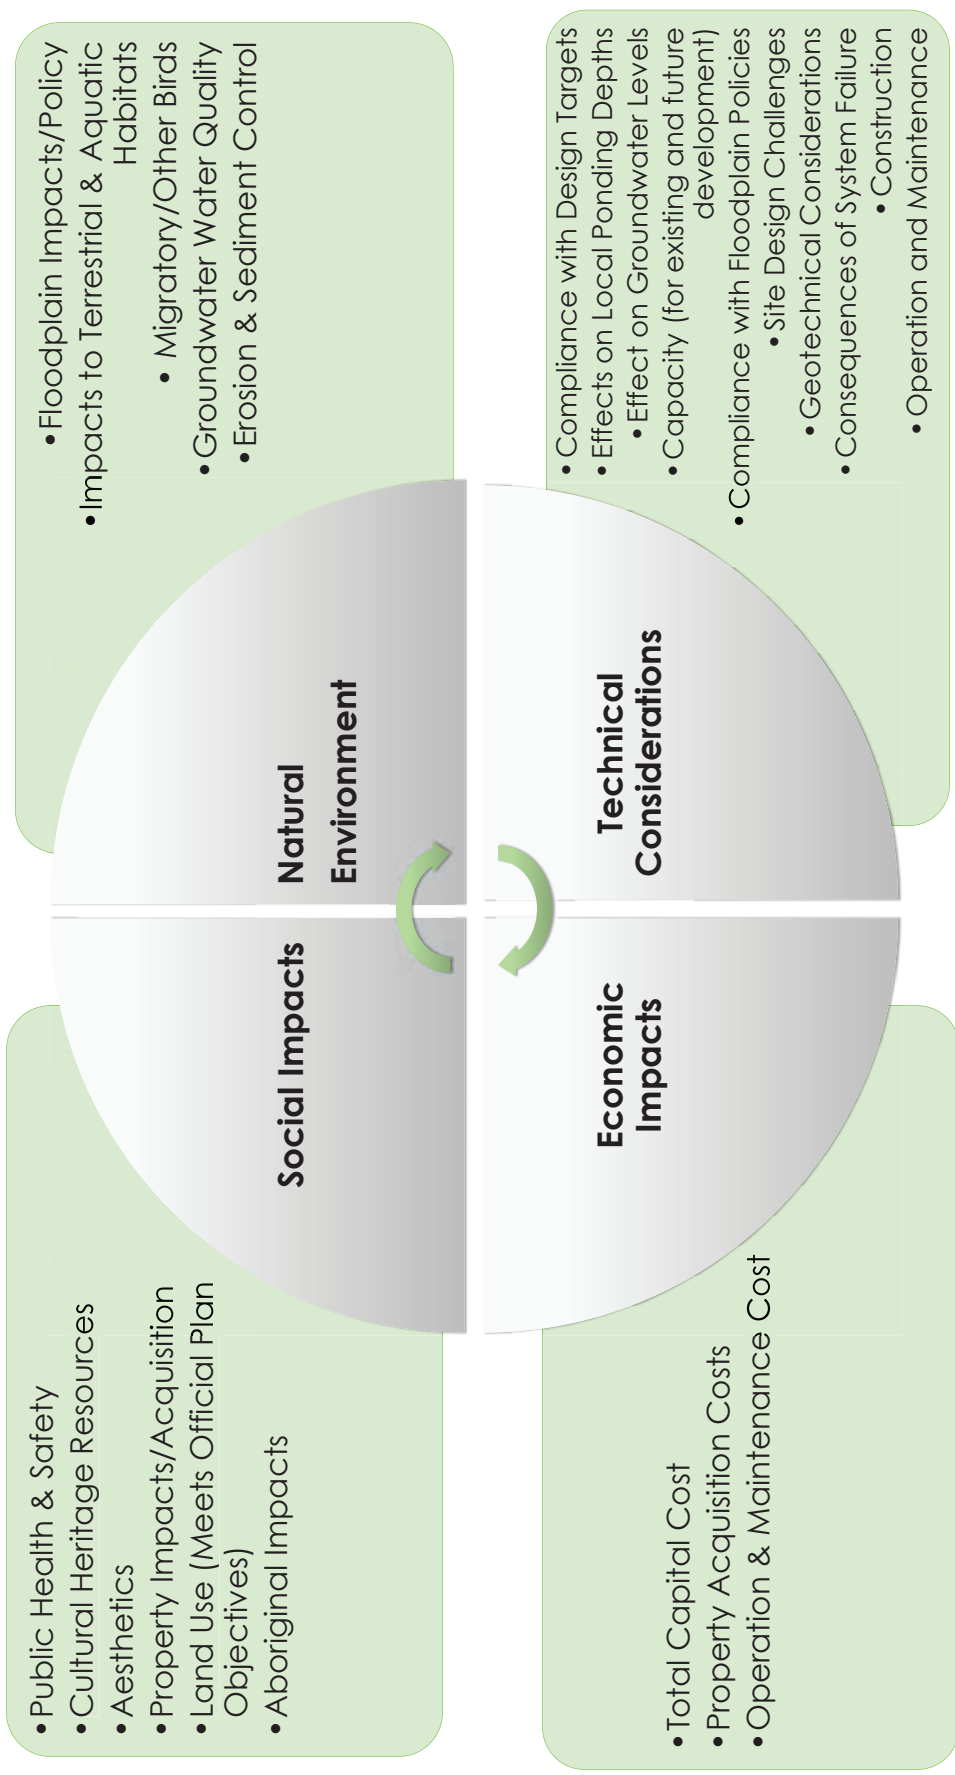 • Public Health & Safety
• Cultural Heritage Resources
• Aesthetics
• Property Impacts/Acquisition
• Land Use (Meets Official Plan
Objectives)
• Aboriginal Impacts
Social Impacts
Natural
Environment
• Floodplain Impacts/Policy
• Impacts to Terrestrial & Aquatic
Habitats
• Migratory/Other Birds
• Groundwater Water Quality
• Erosion & Sediment Control
• Total Capital Cost
• Property Acquisition Costs
• Operation & Maintenance Cost
Economic
Impacts
Technical
Considerations
• Compliance with Design Targets
• Effects on Local Ponding Depths
• Effect on Groundwater Levels
• Capacity (for existing and future
development)
• Compliance with Floodplain Policies
• Site Design Challenges
• Geotechnical Considerations
• Consequences of System Failure
• Construction
• Operation and Maintenance